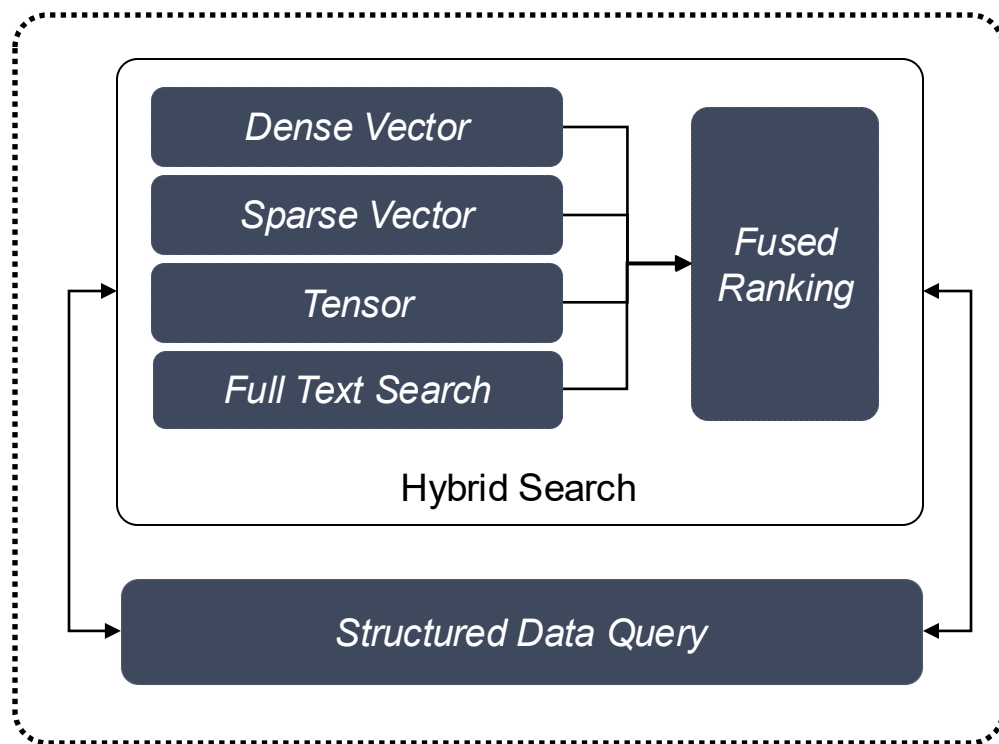 Dense Vector
Sparse Vector
Tensor
Full Text Search
Fused
Ranking
Hybrid Search
Structured Data Query